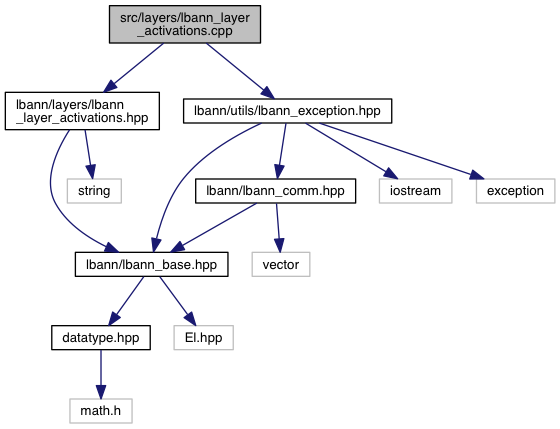 src/layers/lbann_layer
_activations.cpp
lbann/layers/lbann
_layer_activations.hpp
lbann/utils/lbann_exception.hpp
string
lbann/lbann_comm.hpp
iostream
exception
lbann/lbann_base.hpp
vector
datatype.hpp
El.hpp
math.h